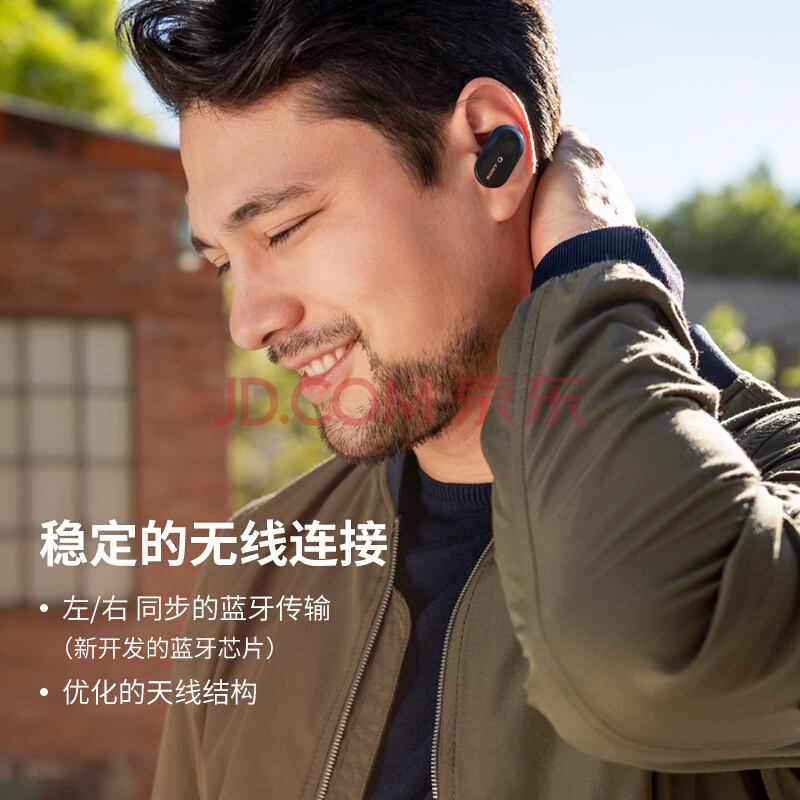 SONY
JD.COM 京东
稳定的无线连接
• 左/右 同步的蓝牙传输
（新开发的蓝牙芯片）
• 优化的天线结构